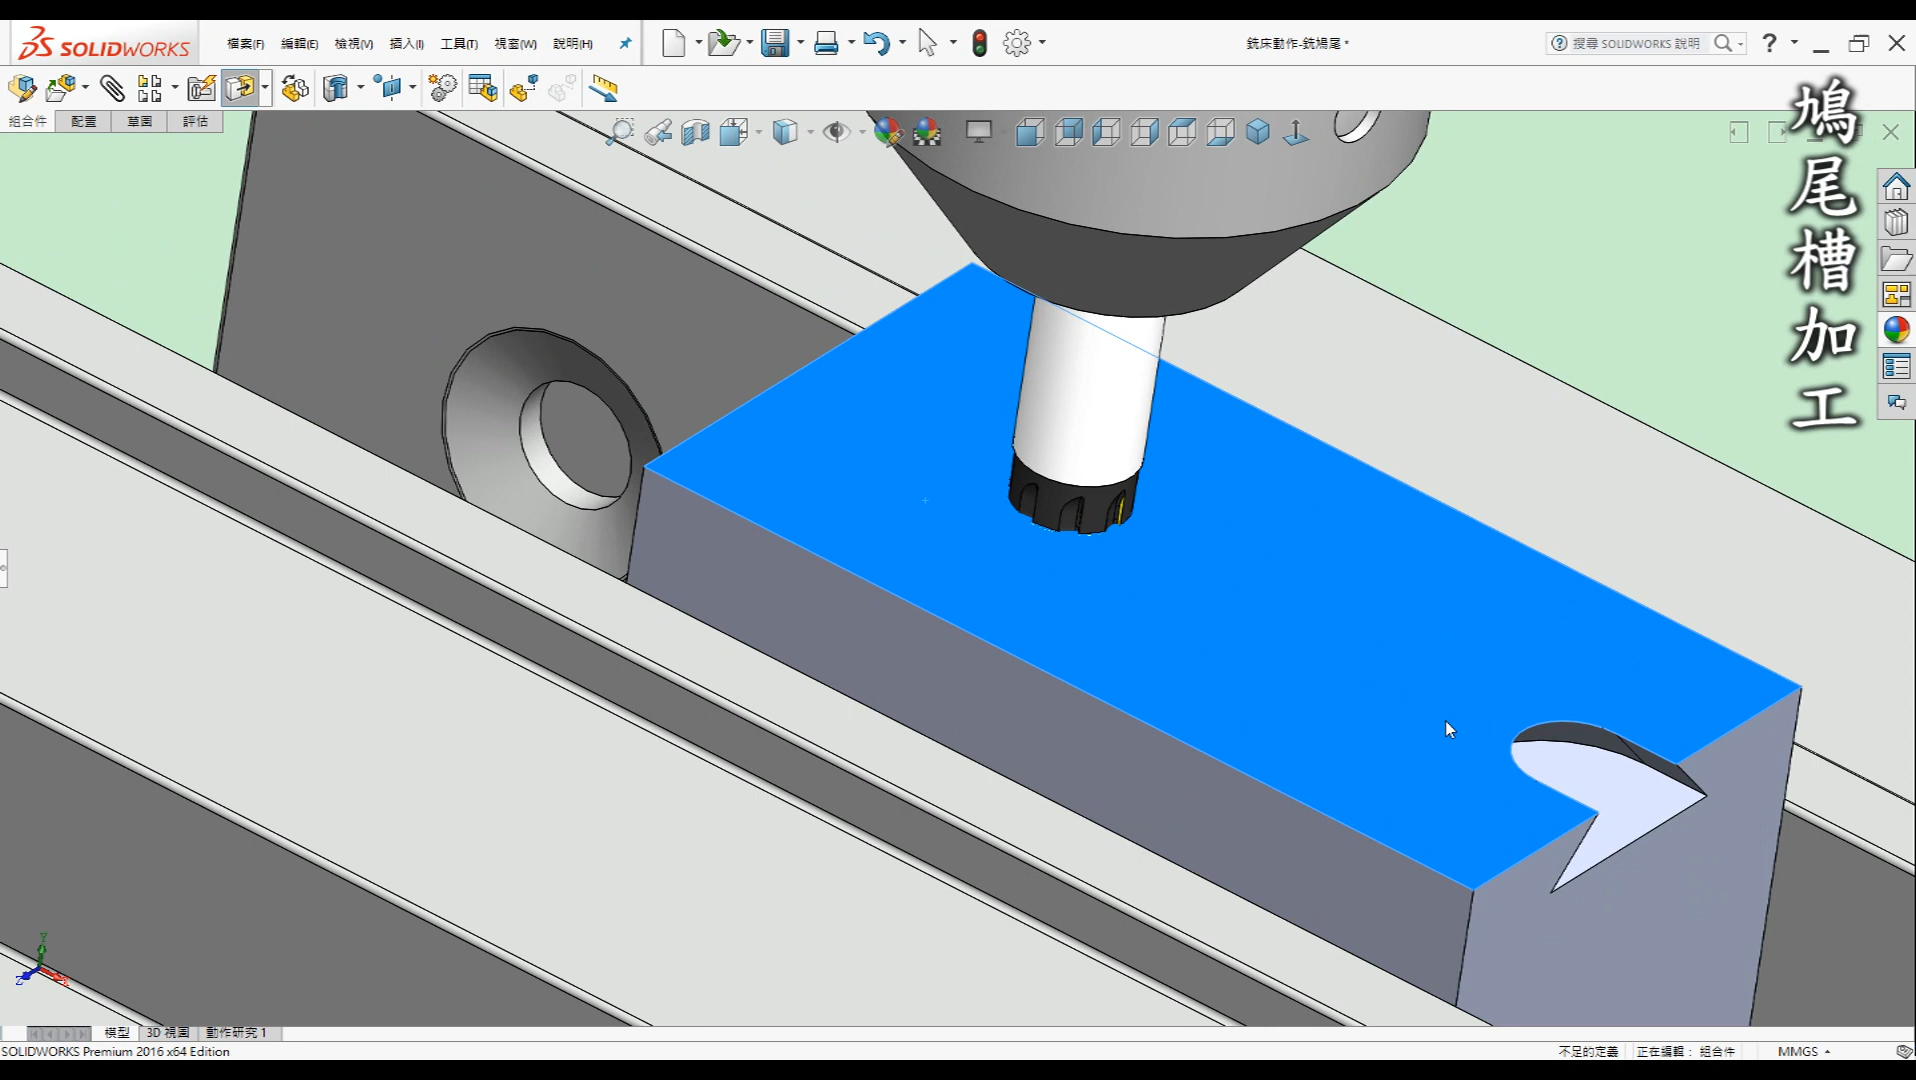 SOLIDWORKS 檔案(F) 編輯(E) 檢視(V) 插入(I) 工具(T) 視窗(W) 說明(H) 銑床動作-銑鳩尾* 搜尋 SOLIDWORKS 說明
組合件 配置 草圖 評估
鳩尾槽加工
Y
Z
X
模型 3D 視圖 動作研究 1
SOLIDWORKS Premium 2016 x64 Edition 不足的定義 正在編輯： 組合件 MMGS